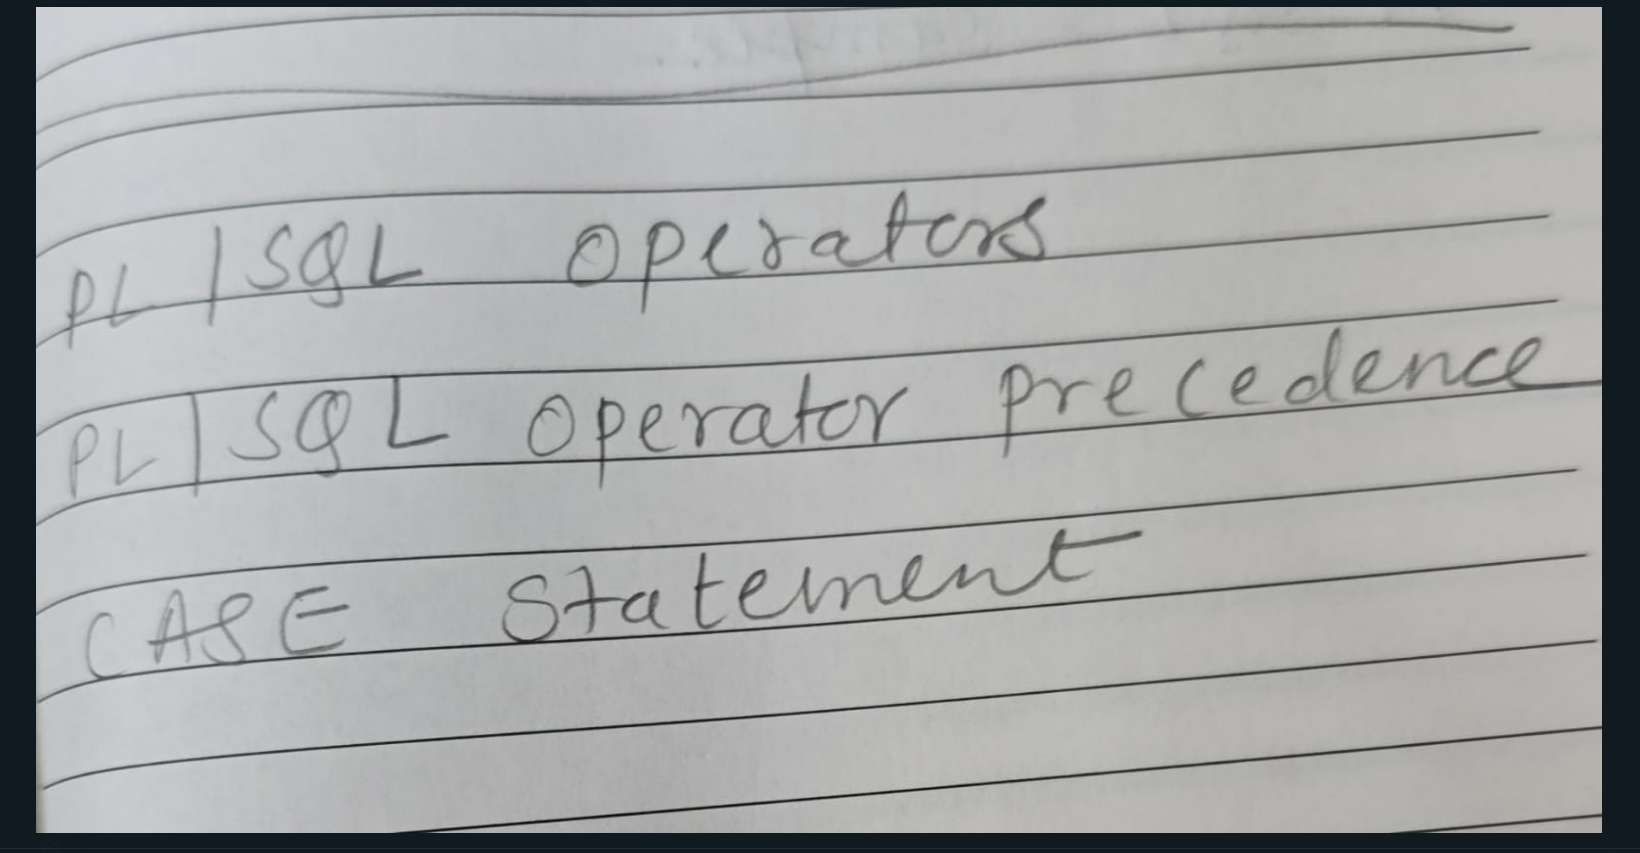 PL|SQL operators
PL|SQL operator precedence
CASE Statement